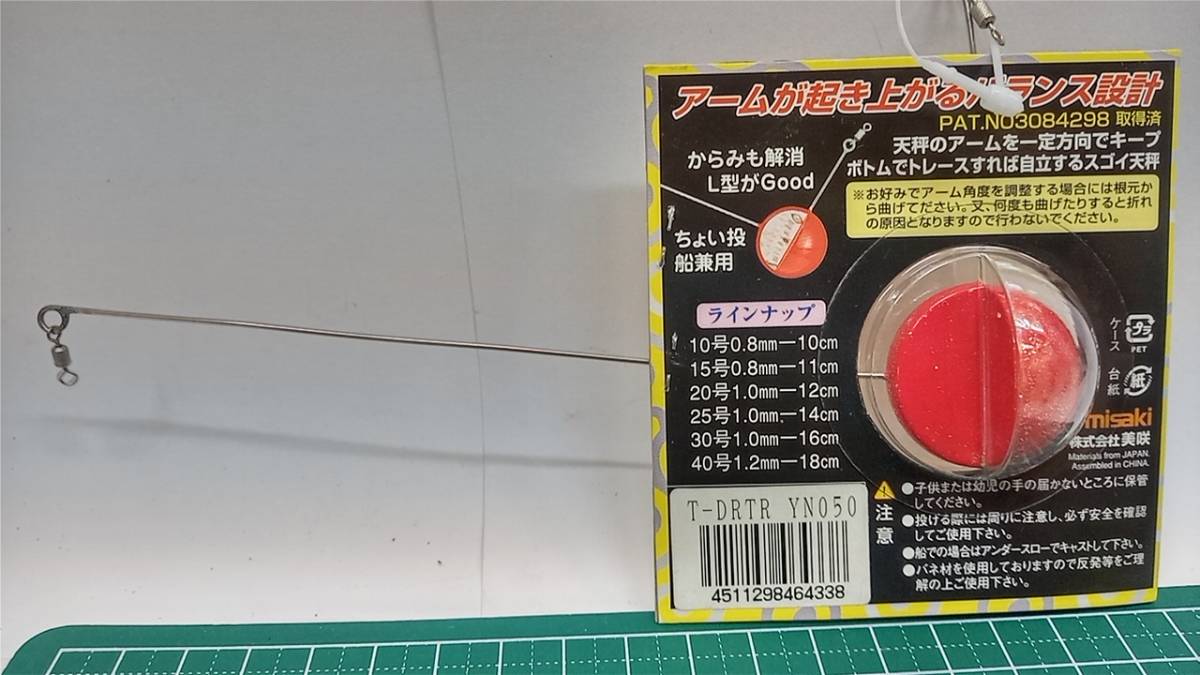 アームが起き上がるバランス設計
PAT.NO3084298 取得済
天秤のアームを一定方向でキープ
ボトムでトレースすれば自立するスゴイ天秤
からみも解消
L型がGood
※お好みでアーム角度を調整する場合には根元か
ら曲げてださい。又、何度も曲げたりすると折れ
の原因となりますので行わないでください。
ちょい投
船兼用
ラインナップ
10号0.8mm―10cm
15号0.8mm―11cm
20号1.0mm―12cm
25号1.0mm―14cm
30号1.0mm―16cm
40号1.2mm―18cm
ケース
プラ
PET
台紙
紙
misaki
株式会社美咲
Materials from JAPAN.
Assembled in CHINA.
T-DRTR YN050
4511298464338
注意
●子供または幼児の手の届かないところに保管
してください。
●投げる際には周りに注意し、必ず安全を確認
してご使用下さい。
●船での場合はアンダースローでキャストして下さい。
●バネ材を使用しておりますので反発等をご理
解の上ご使用下さい。